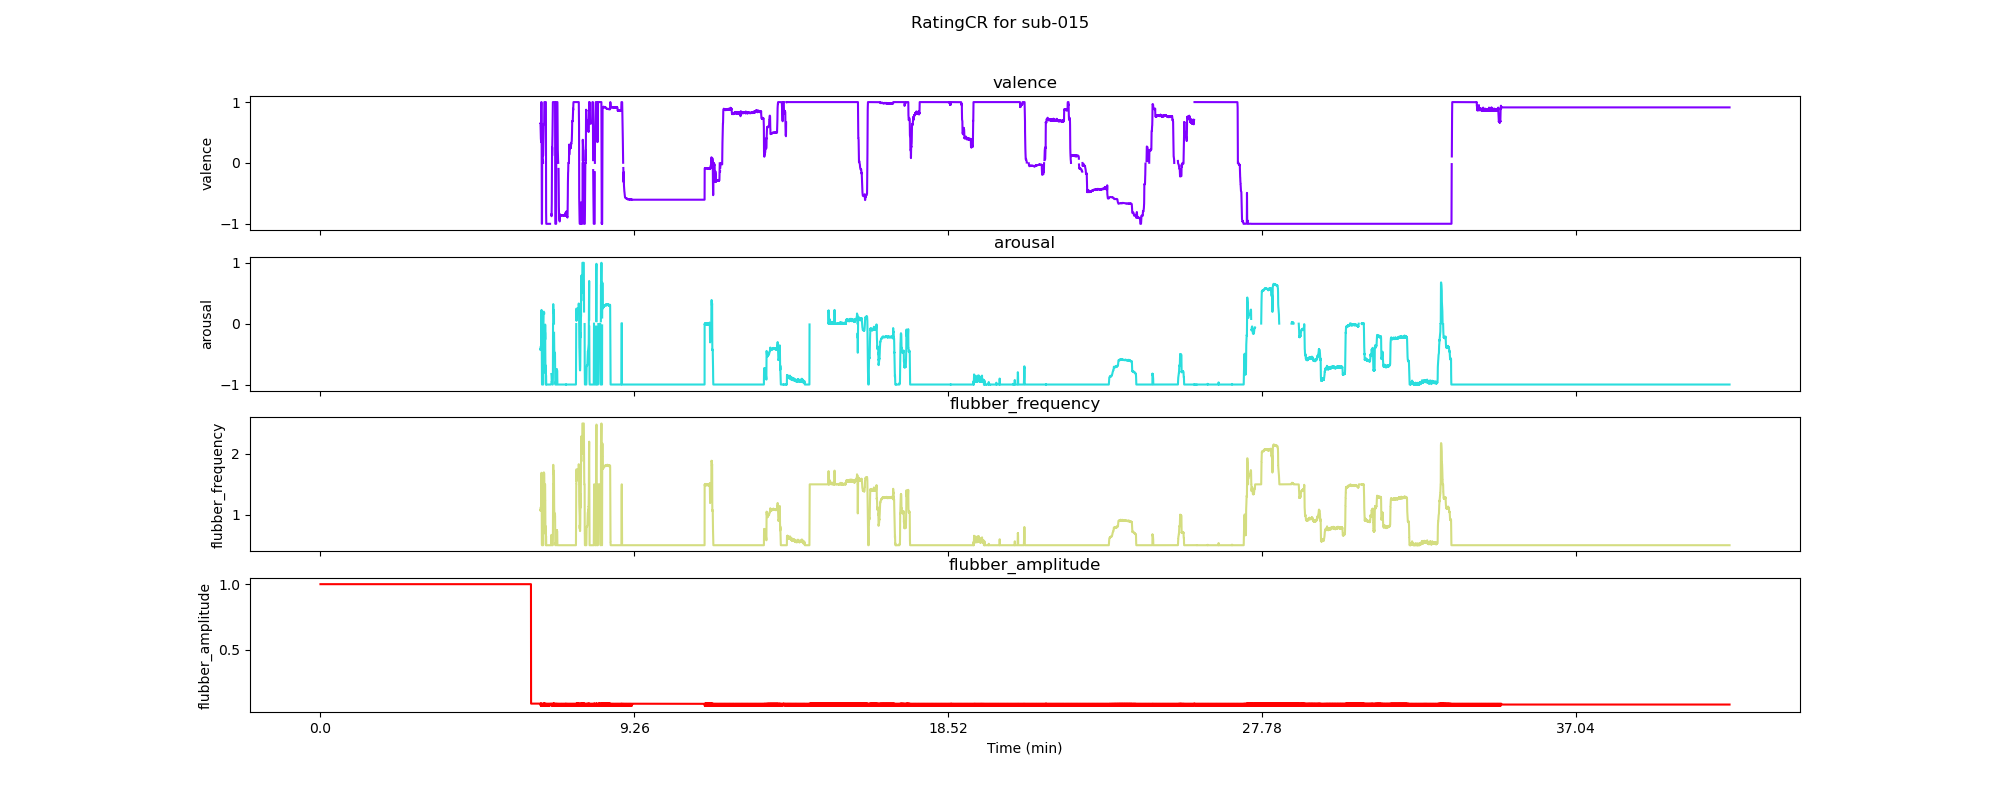 RatingCR for sub-015
valence
valence
1
0
−1
arousal
arousal
1
0
−1
flubber_frequency
flubber_frequency
2
1
flubber_amplitude
flubber_amplitude
1.0
0.5
0.0 9.26 18.52 27.78 37.04
Time (min)